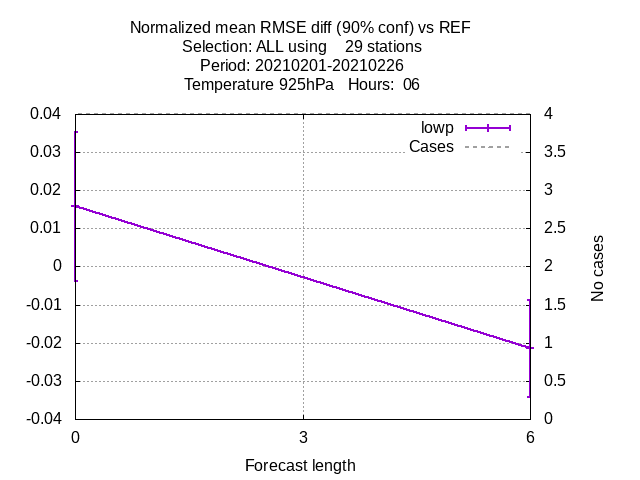 Normalized mean RMSE diff (90% conf) vs REF
Selection: ALL using    29 stations
Period: 20210201-20210226
Temperature 925hPa   Hours:  06
0.04
0.03
0.02
0.01
0
-0.01
-0.02
-0.03
-0.04
lowp
Cases
4
3.5
3
2.5
2
1.5
1
0.5
0
No cases
0
3
6
Forecast length